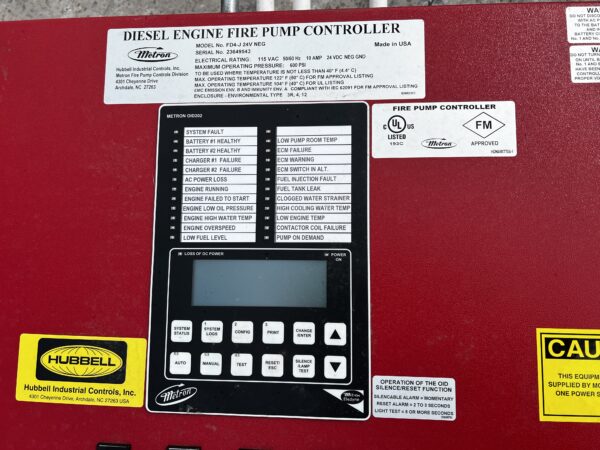 DIESEL ENGINE FIRE PUMP CONTROLLER
Metron
Hubbell Industrial Controls, Inc.
Metron Fire Pump Controls Division
4301 Cheyenne Drive
Archdale, NC 27263
MODEL No. FD4-J 24V NEG
Made in USA
SERIAL No.
ELECTRICAL RATING: 115 VAC 50/60 Hz 10 AMP 24 VDC NEG GND
MAXIMUM OPERATING PRESSURE: 600 PSI
TO BE USED WHERE TEMPERATURE IS NOT LESS THAN 40° F (4.4° C)
MAX. OPERATING TEMPERATURE 122° F (50° C) FOR FM APPROVAL LISTING
MAX. OPERATING TEMPERATURE 104° F (40° C) FOR UL LISTING
CMC EMISSION ENV. B AND IMMUNITY ENV. A COMPLIANT WITH IEC 62091 FOR FM APPROVAL LISTING
ENCLOSURE - ENVIRONMENTAL TYPE 3R, 4, 12
METRON OID202
SYSTEM FAULT
BATTERY #1 HEALTHY
BATTERY #2 HEALTHY
CHARGER #1 FAILURE
CHARGER #2 FAILURE
AC POWER LOSS
ENGINE RUNNING
ENGINE FAILED TO START
ENGINE LOW OIL PRESSURE
ENGINE HIGH WATER TEMP
ENGINE OVERSPEED
LOW FUEL LEVEL
LOW PUMP ROOM TEMP
ECM FAILURE
ECM WARNING
ECM SWITCH IN ALT.
FUEL INJECTION FAULT
FUEL TANK LEAK
CLOGGED WATER STRAINER
HIGH COOLING WATER TEMP
LOW ENGINE TEMP
CONTACTOR COIL FAILURE
PUMP ON DEMAND
LOSS OF DC POWER
POWER
ON
SYSTEM
STATUS
SYSTEM
LOGS
CONFIG
PRINT
CHANGE
ENTER
AUTO
MANUAL
TEST
RESET/
ESC
SILENCE
/LAMP
TEST
Metron
FIRE PUMP CONTROLLER
UL
LISTED
US
Metron
FM
APPROVED
HUBBELL
Hubbell Industrial Controls, Inc.
4301 Cheyenne Drive, Archdale, NC 27263 USA
OPERATION OF THE OID
SILENCE/RESET FUNCTION
SILENCABLE ALARM = MOMENTARY
RESET ALARM = 2 TO 3 SECONDS
LIGHT TEST = 4 OR MORE SECONDS
CAU
THIS EQUIPM
SUPPLIED BY MO
ONE POWER S